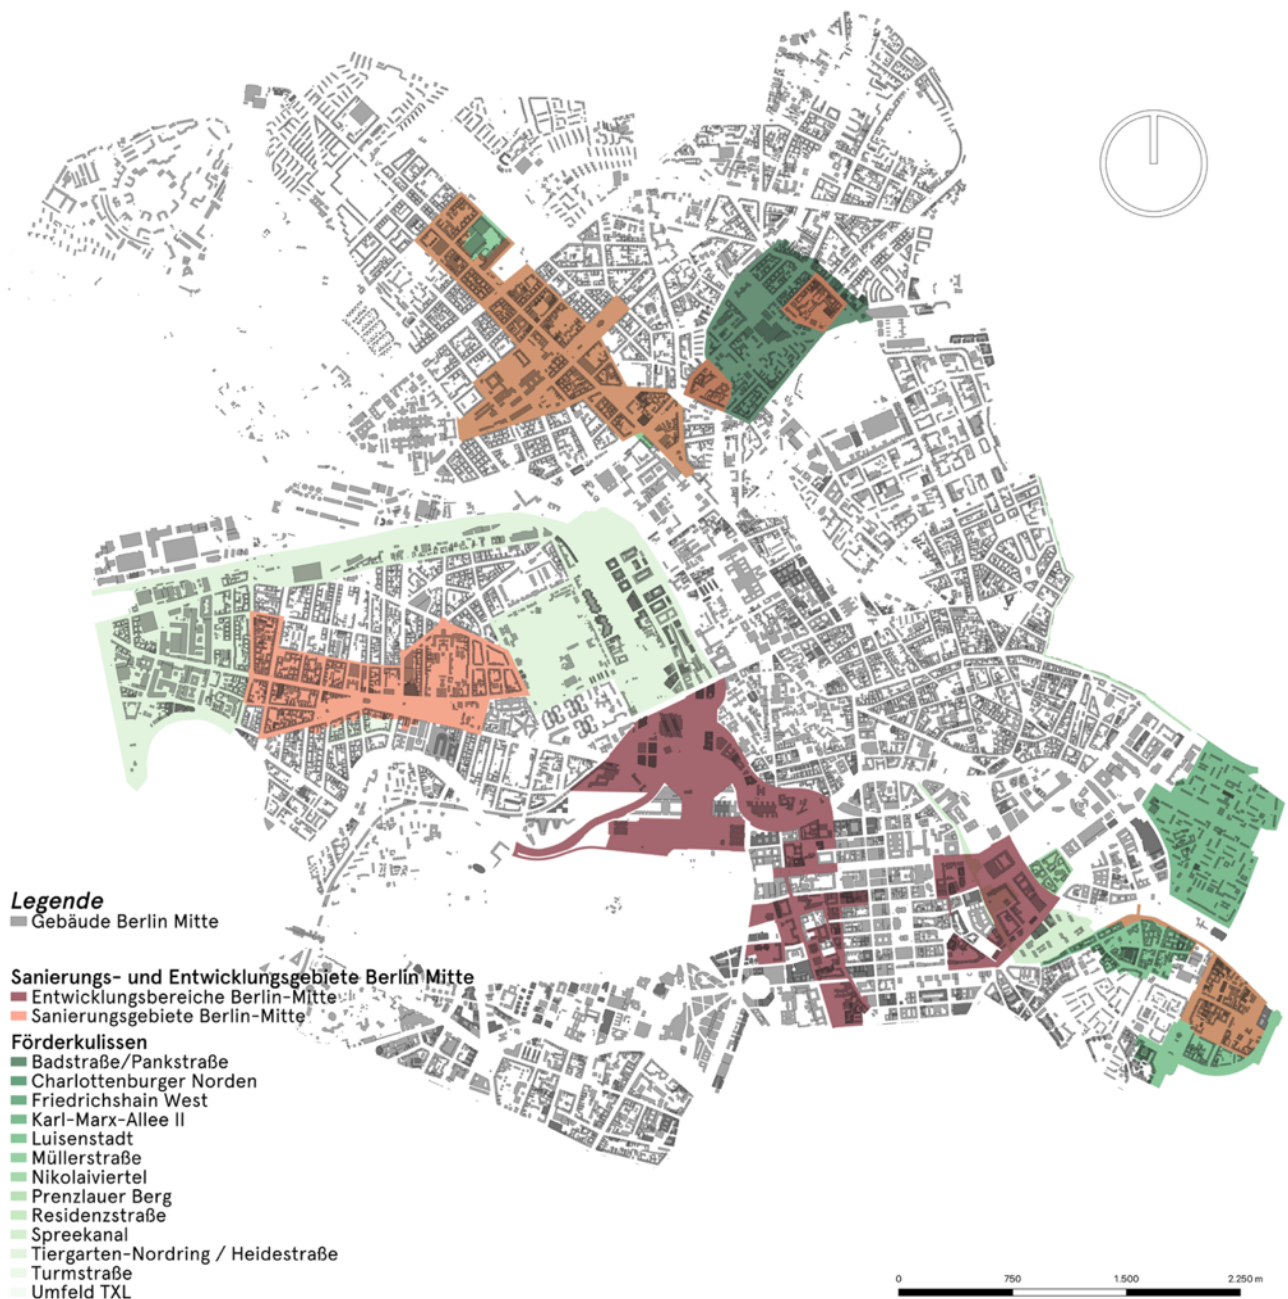 Legende
Gebäude Berlin Mitte
Sanierungs- und Entwicklungsgebiete Berlin Mitte
Entwicklungsbereiche Berlin-Mitte
Sanierungsgebiete Berlin-Mitte
Förderkulissen
Badstraße/Pankstraße
Charlottenburger Norden
Friedrichshain West
Karl-Marx-Allee II
Luisenstadt
Müllerstraße
Nikolaiviertel
Prenzlauer Berg
Residenzstraße
Spreekanal
Tiergarten-Nordring / Heidestraße
Turmstraße
Umfeld TXL
0 750 1.500 2.250 m